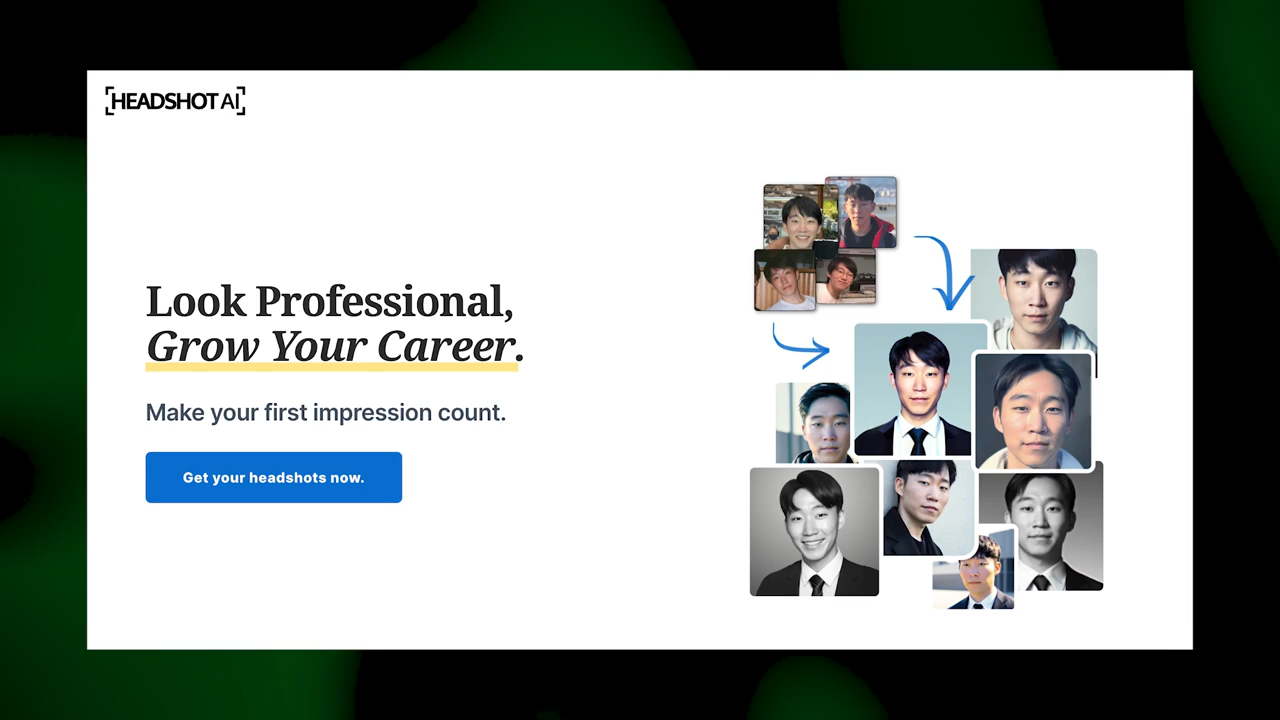 [HEADSHOT AI]
Look Professional,
Grow Your Career.
Make your first impression count.
Get your headshots now.